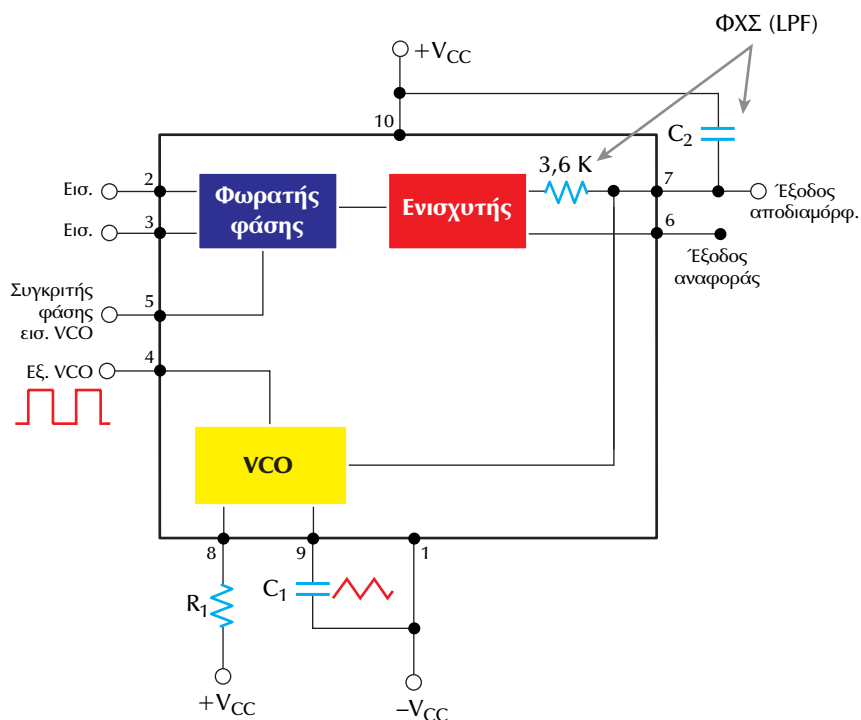 ΦΧΣ (LPF)
+VCC
10
C2
3,6 K
Εισ.
2
Φωρατής
φάσης
Ενισχυτής
7
Έξοδος
αποδιαμόρφ.
Εισ.
3
6
Έξοδος
αναφοράς
Συγκριτής
φάσης
εισ. VCO
5
Εξ. VCO
4
VCO
8
9
1
R1
C1
+VCC
–VCC